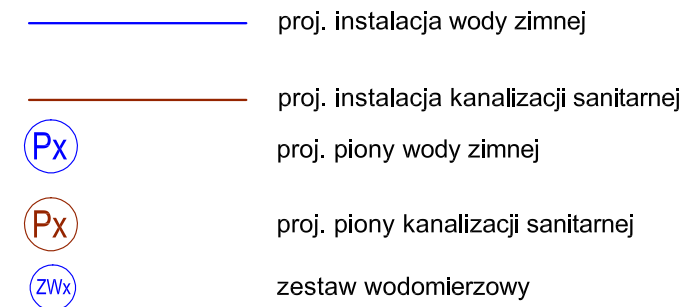 proj. instalacja wody zimnej
proj. instalacja kanalizacji sanitarnej
Px proj. piony wody zimnej
Px proj. piony kanalizacji sanitarnej
ZWx zestaw wodomierzowy